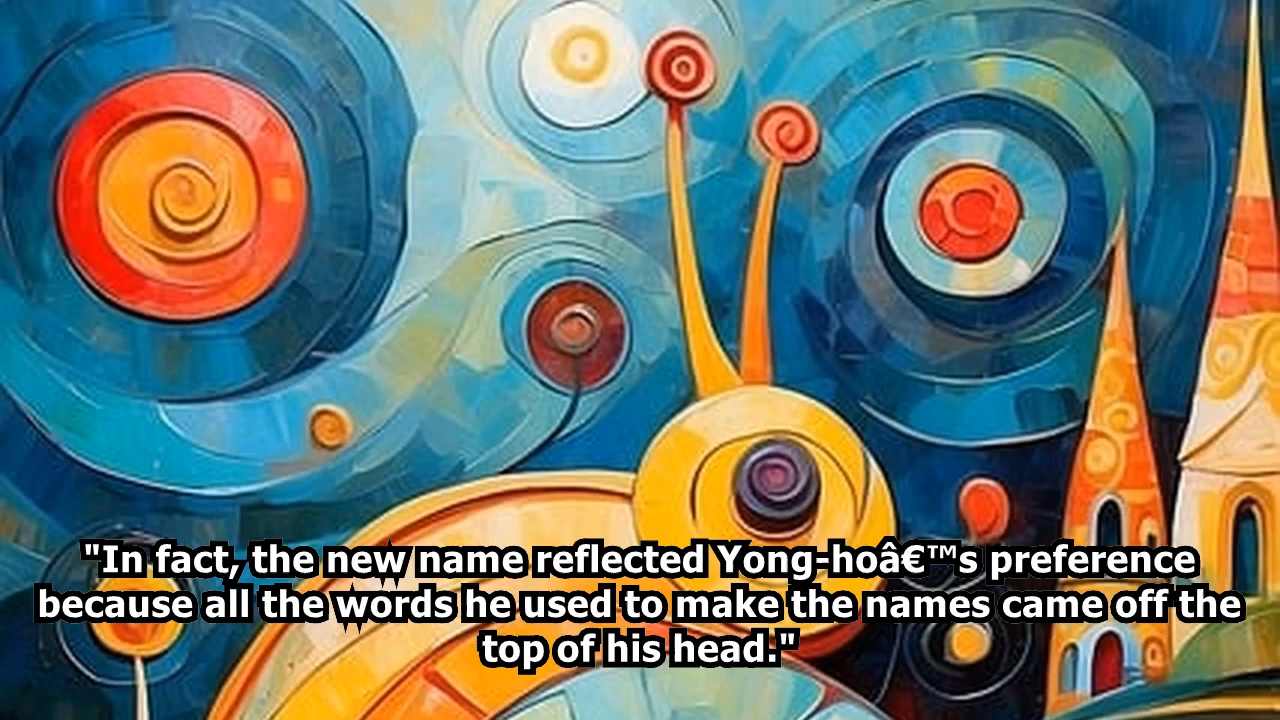 "In fact, the new name reflected Yong-hoâ€™s preference
because all the words he used to make the names came off the
top of his head."